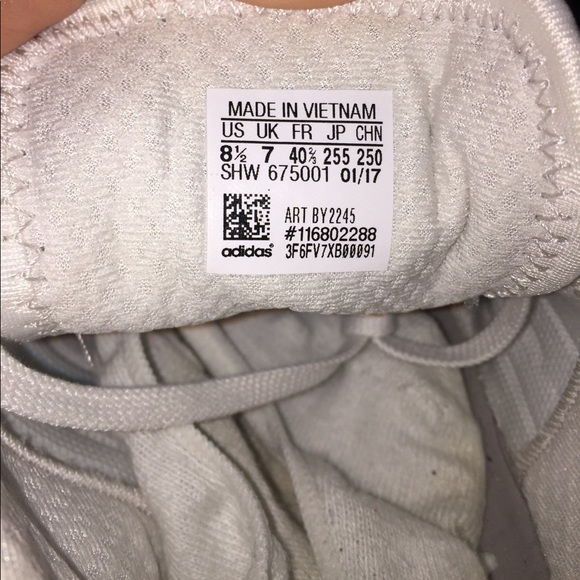 MADE IN VIETNAM
US UK FR JP CHN
8½ 7 40⅔ 255 250
SHW 675001 01/17
ART BY2245
#116802288
adidas® 3F6FV7XB00091